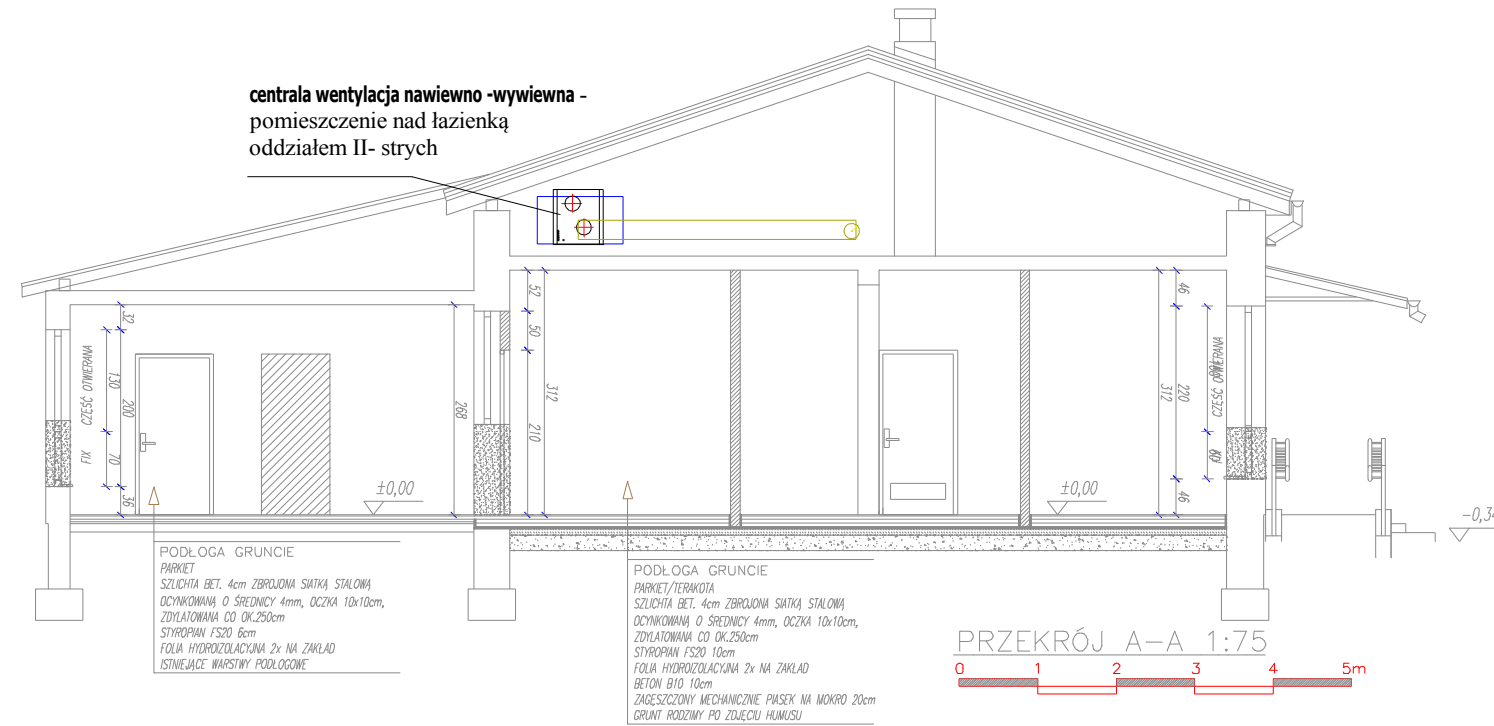 centrala wentylacja nawiewno -wywiewna -
pomieszczenie nad łazienką
oddziałem II- strych
32
130
200
70
36
CZĘŚĆ OTWIERANA
FIX
268
52
50
312
210
46
220
312
46
CZĘŚĆ OTWIERANA
±0,00
±0,00
-0,34
PODŁOGA GRUNCIE
PARKIET
SZLICHTA BET. 4cm ZBROJONA SIATKĄ STALOWĄ
OCYNKOWANĄ O ŚREDNICY 4mm, OCZKA 10x10cm,
ZDYLATOWANA CO OK.250cm
STYROPIAN FS20 6cm
FOLIA HYDROIZOLACYJNA 2x NA ZAKŁAD
ISTNIEJĄCE WARSTWY PODŁOGOWE
PODŁOGA GRUNCIE
PARKIET/TERAKOTA
SZLICHTA BET. 4cm ZBROJONA SIATKĄ STALOWĄ
OCYNKOWANĄ O ŚREDNICY 4mm, OCZKA 10x10cm,
ZDYLATOWANA CO OK.250cm
STYROPIAN FS20 10cm
FOLIA HYDROIZOLACYJNA 2x NA ZAKŁAD
BETON B10 10cm
ZAGĘSZCZONY MECHANICZNIE PIASEK NA MOKRO 20cm
GRUNT RODZIMY PO ZDJĘCIU HUMUSU
PRZEKRÓJ A-A 1:75
0 1 2 3 4 5m